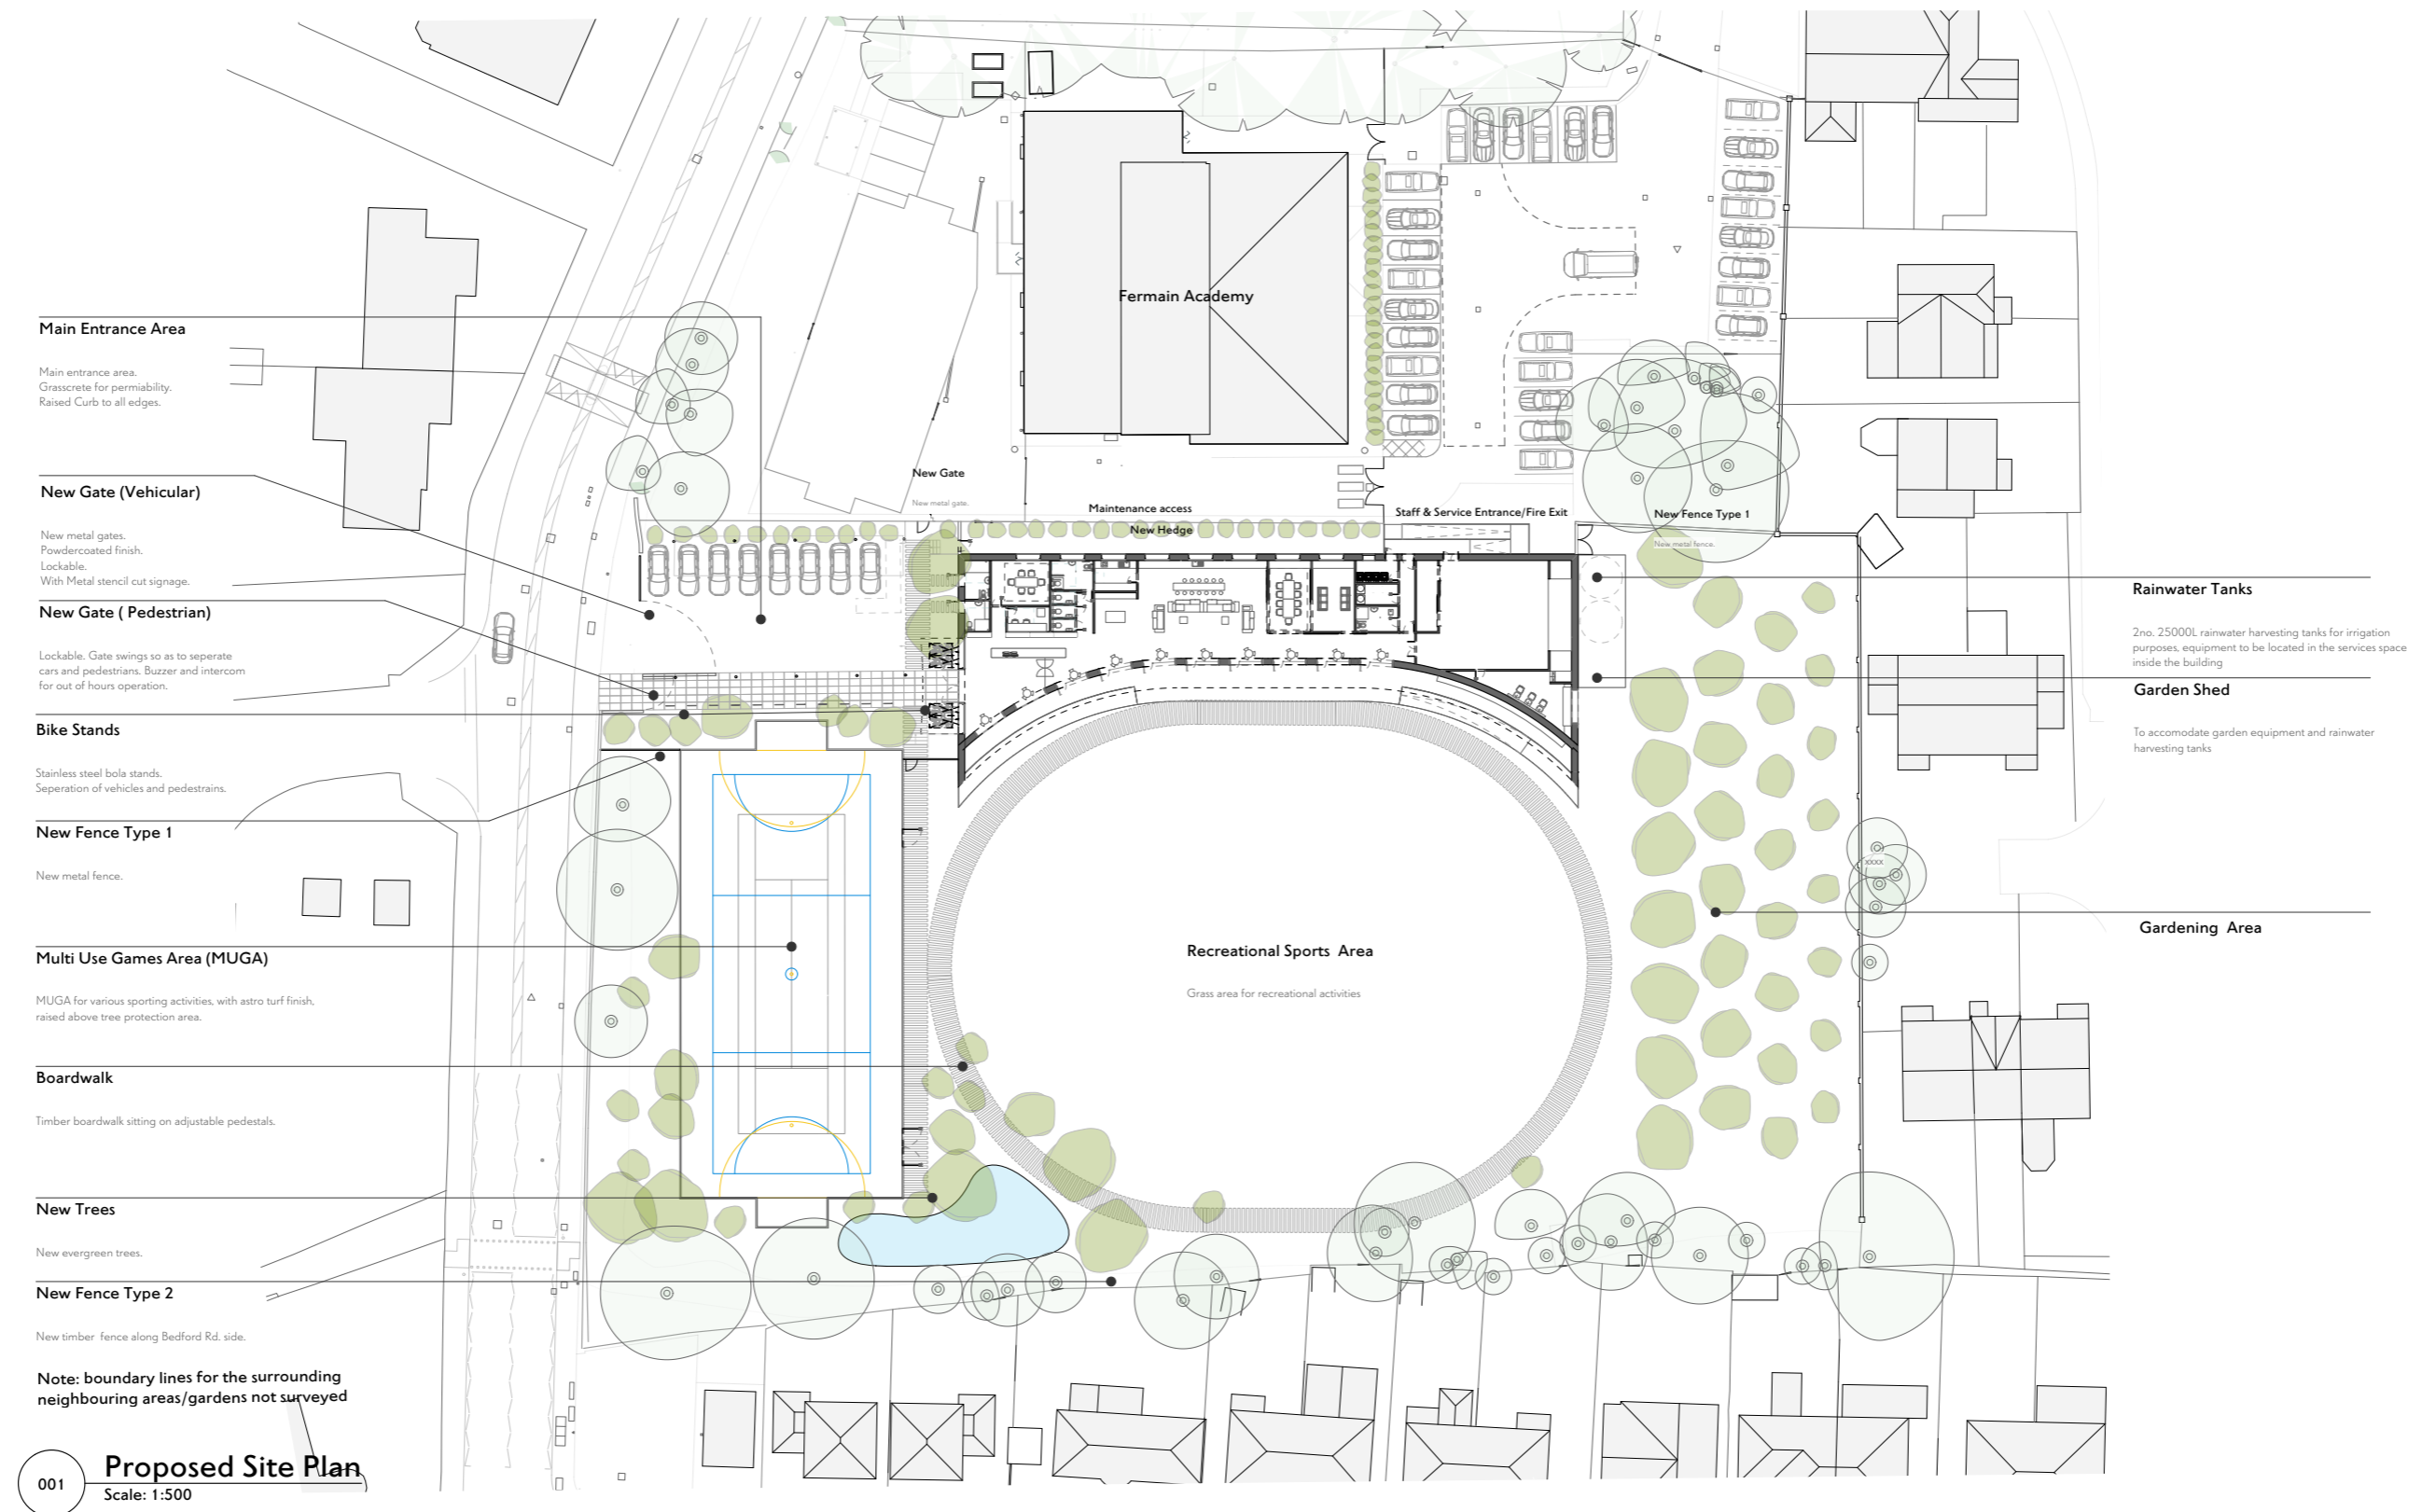 Fermain Academy
Main Entrance Area
Main entrance area.
Grasscrete for permiability.
Raised Curb to all edges.
New Gate (Vehicular)
New metal gates.
Powdercoated finish.
Lockable.
With Metal stencil cut signage.
New Gate ( Pedestrian)
Lockable. Gate swings so as to seperate
cars and pedestrians. Buzzer and intercom
for out of hours operation.
Bike Stands
Stainless steel bola stands.
Seperation of vehicles and pedestrains.
New Fence Type 1
New metal fence.
Multi Use Games Area (MUGA)
MUGA for various sporting activities, with astro turf finish,
raised above tree protection area.
Boardwalk
Timber boardwalk sitting on adjustable pedestals.
New Trees
New evergreen trees.
New Fence Type 2
New timber fence along Bedford Rd. side.
Note: boundary lines for the surrounding
neighbouring areas/gardens not surveyed
New Gate
New metal gate.
Maintenance access
New Hedge
Staff & Service Entrance/Fire Exit
New Fence Type 1
New metal fence.
Recreational Sports Area
Grass area for recreational activities
Rainwater Tanks
2no. 25000L rainwater harvesting tanks for irrigation
purposes, equipment to be located in the services space
inside the building
Garden Shed
To accomodate garden equipment and rainwater
harvesting tanks
xxxx
Gardening Area
001
Proposed Site Plan
Scale: 1:500